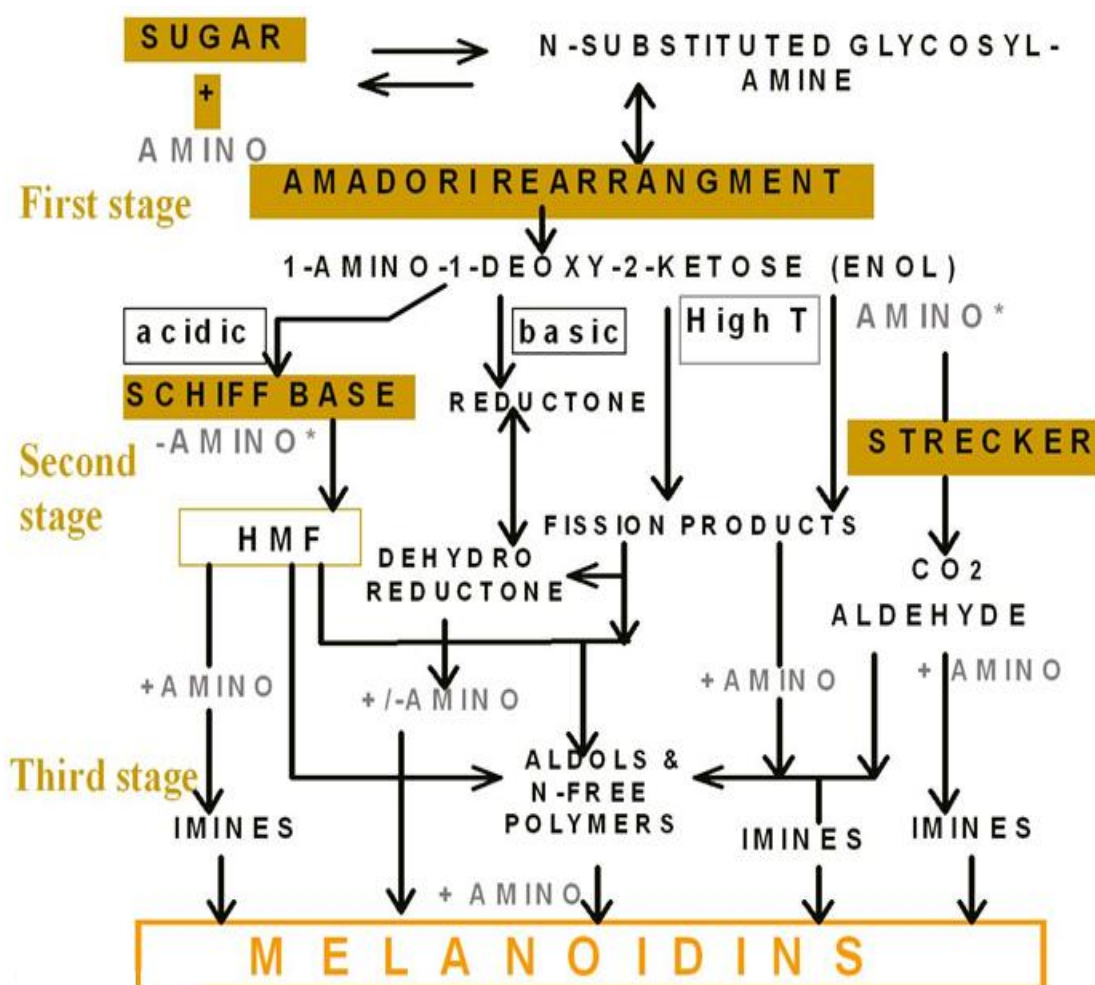 SUGAR
N-SUBSTITUTED GLYCOSYL-
AMINE
+
AMINO
First stage
AMADORIREARRANGMENT
1-AMINO-1-DEOXY-2-KETOSE (ENOL)
acidic
basic
High T
AMINO*
SCHIFF BASE
REDUCTONE
-AMINO*
STRECKER
Second
stage
HMF
FISSION PRODUCTS
DEHYDRO
REDUCTONE
CO2
ALDEHYDE
+AMINO
+/-AMINO
+AMINO
+ AMINO
Third stage
ALDOLS &
N-FREE
POLYMERS
IMINES
IMINES
IMINES
+ AMINO
MELANOIDINS